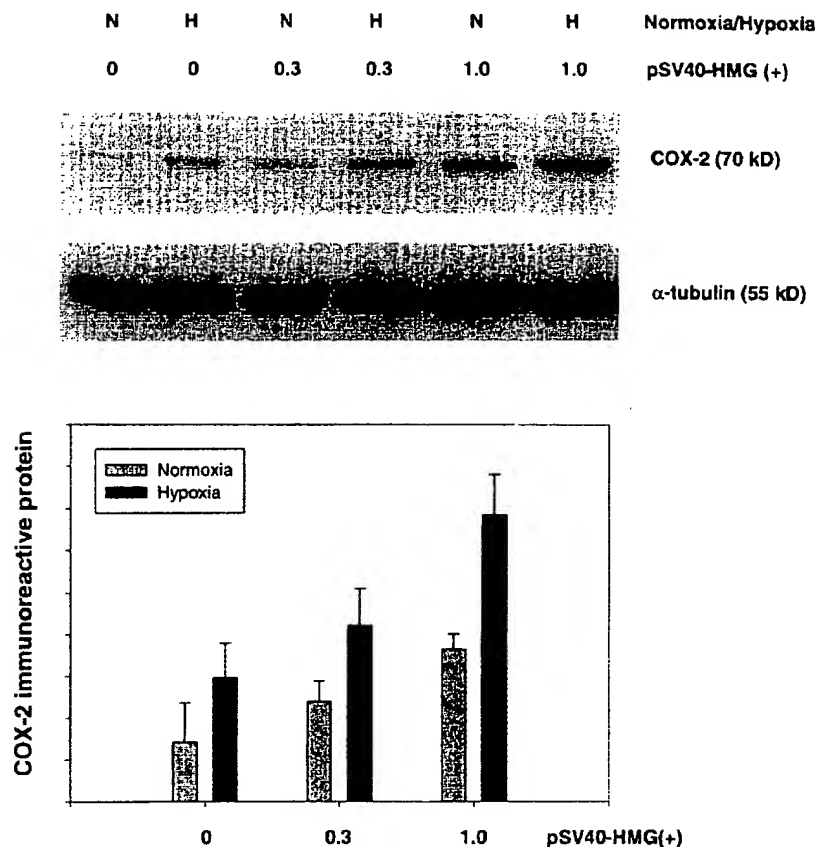 N H N H N H Normoxia/Hypoxia
0 0 0.3 0.3 1.0 1.0 pSV40-HMG (+)
COX-2 (70 kD)
α-tubulin (55 kD)
COX-2 immunoreactive protein
Normoxia
Hypoxia
0 0.3 1.0 pSV40-HMG(+)